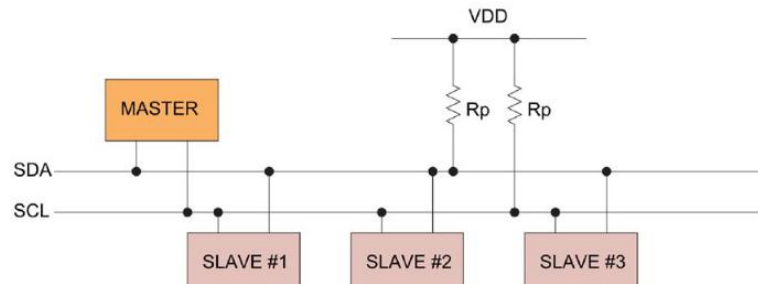 VDD
MASTER
Rp
Rp
SDA
SCL
SLAVE #1
SLAVE #2
SLAVE #3